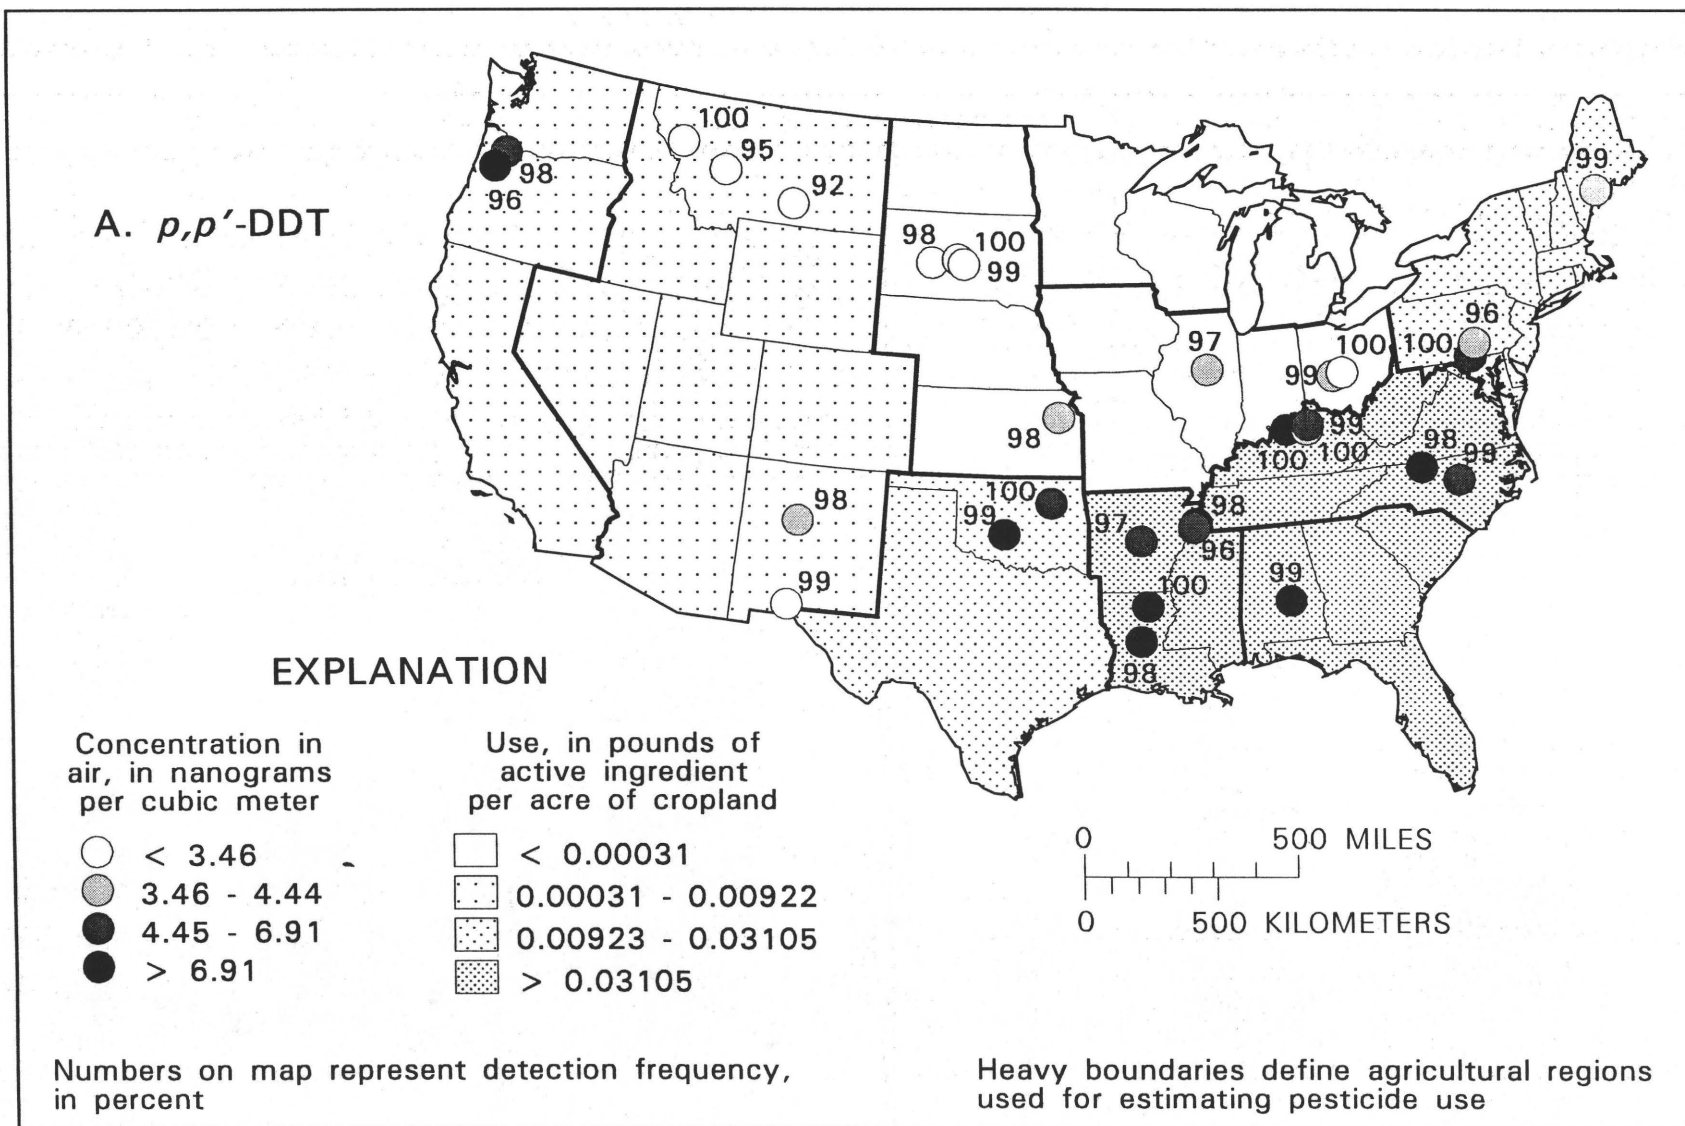 A. p,p′-DDT
100
95
92
98
96
98
100
99
99
96
100
97
100
99
98
99
100
100
98
99
98
99
100
99
97
98
96
100
98
99
98
99
EXPLANATION
Concentration in
air, in nanograms
per cubic meter
< 3.46
3.46 - 4.44
4.45 - 6.91
> 6.91
Use, in pounds of
active ingredient
per acre of cropland
< 0.00031
0.00031 - 0.00922
0.00923 - 0.03105
> 0.03105
0 500 MILES
0 500 KILOMETERS
Numbers on map represent detection frequency,
in percent
Heavy boundaries define agricultural regions
used for estimating pesticide use